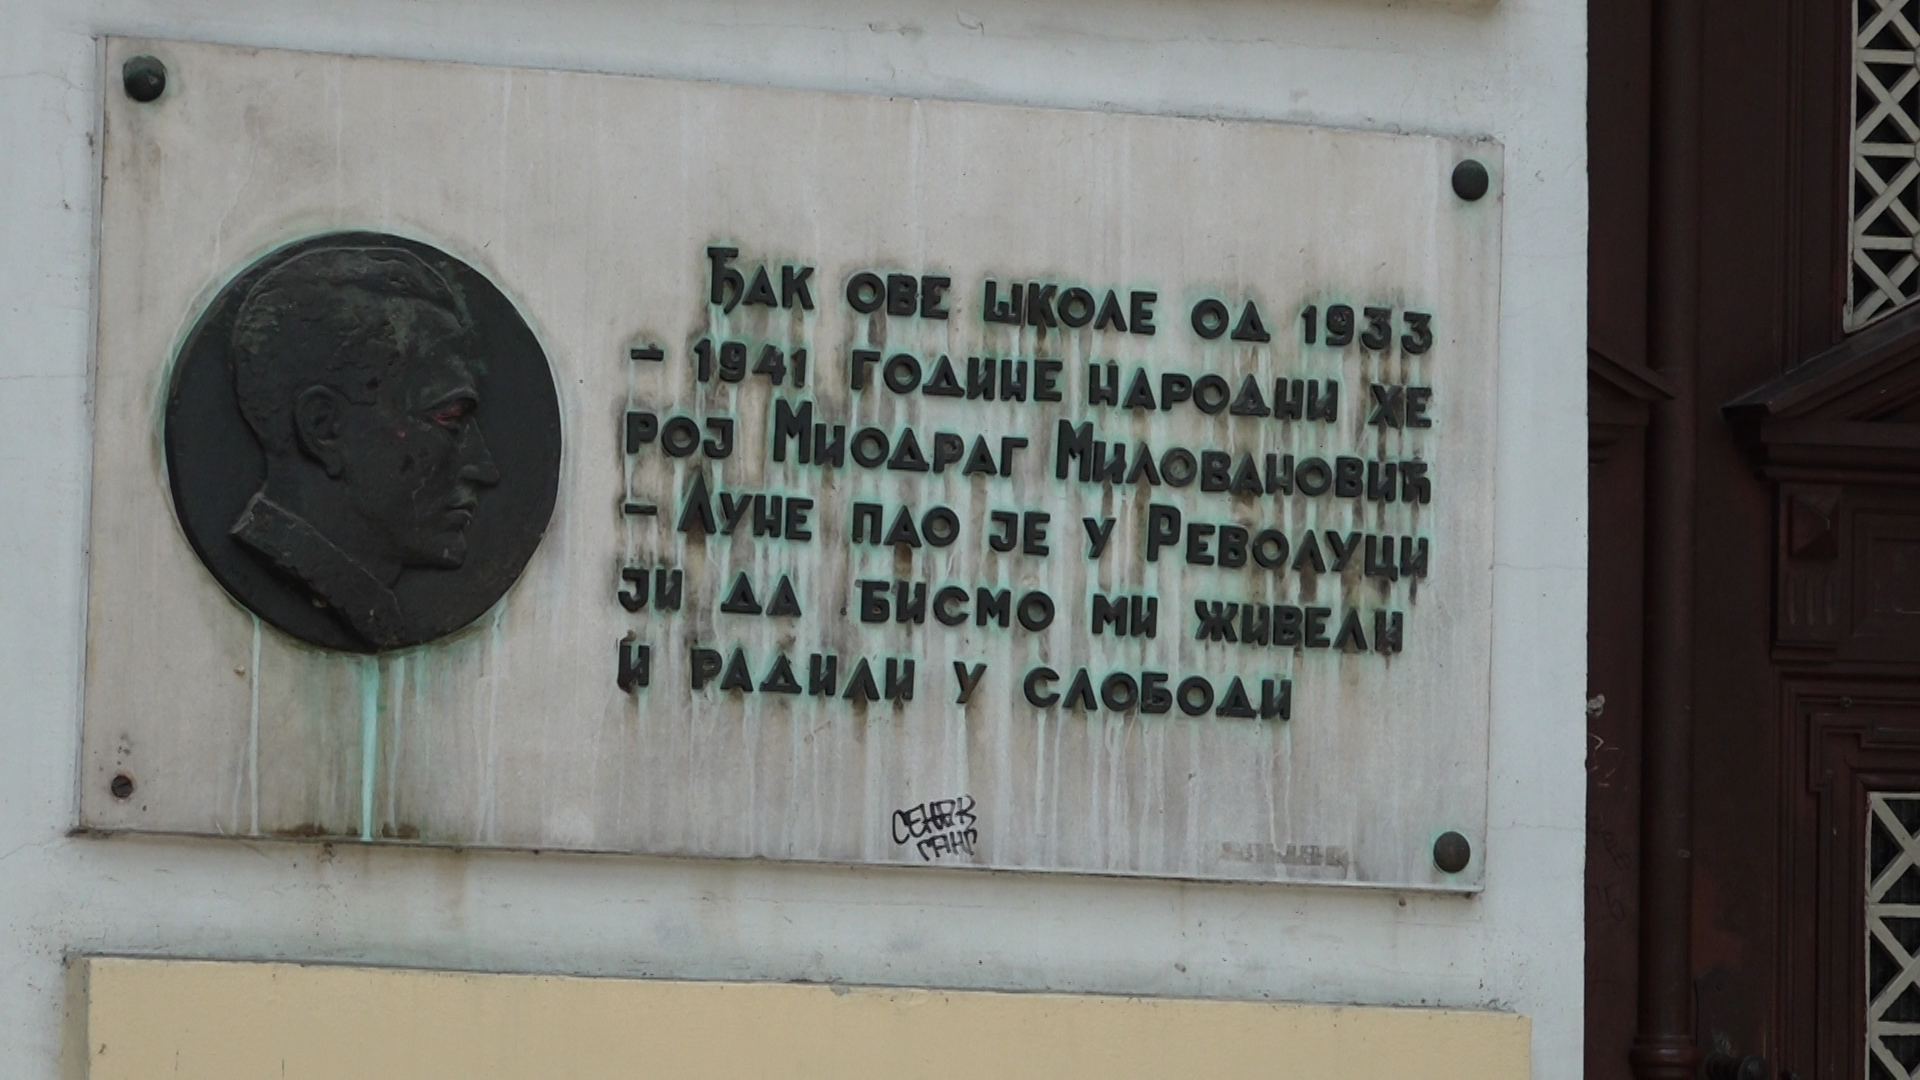 Ђак ове школе од 1933
– 1941 године народни хе
рој Миодраг Миловановић
– Луне пао је у Револуци
ји да бисмо ми живели
и радили у слободи